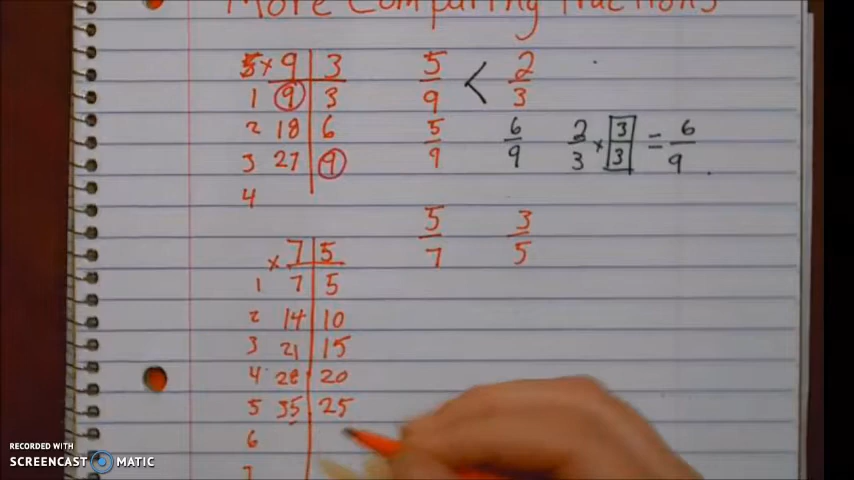 More Comparing Fractions
x 9 | 3
1 9 | 3
2 18 | 6
3 27 | 9
4
5/9 < 2/3
5/9 6/9 2/3 x 3/3 = 6/9
5/7 3/5
x 7 | 5
1 7 | 5
2 14 | 10
3 21 | 15
4 28 | 20
5 35 | 25
6
7
RECORDED WITH
SCREENCAST MATIC